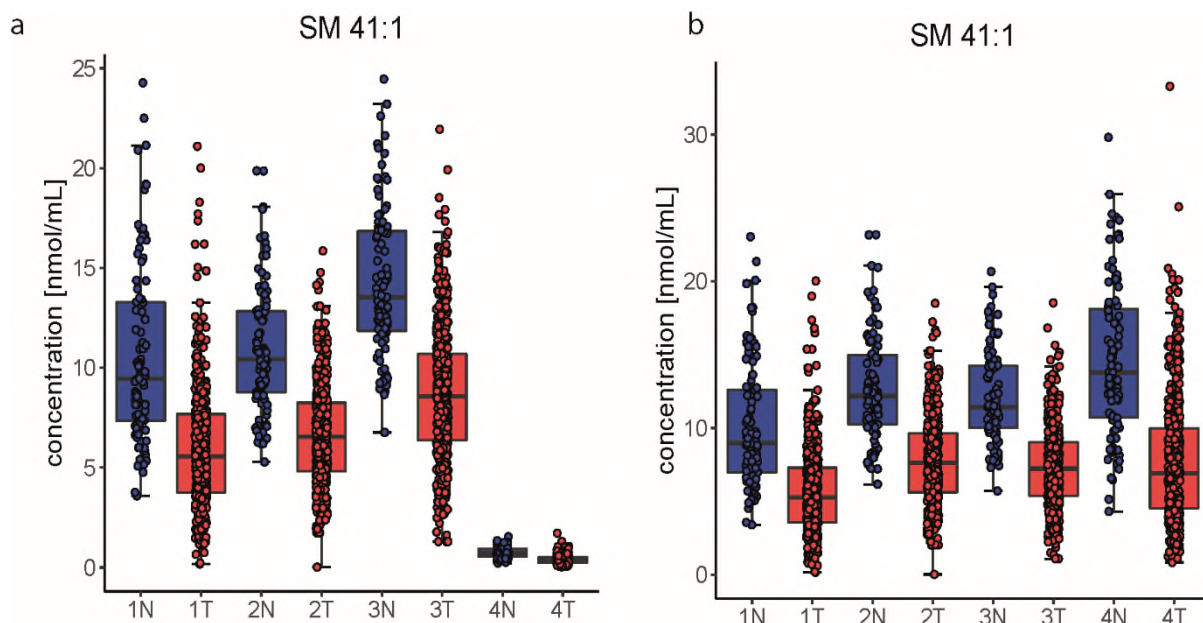 a
SM 41:1
concentration [nmol/mL]
25
20
15
10
5
0
1N 1T 2N 2T 3N 3T 4N 4T
b
SM 41:1
concentration [nmol/mL]
30
20
10
0
1N 1T 2N 2T 3N 3T 4N 4T